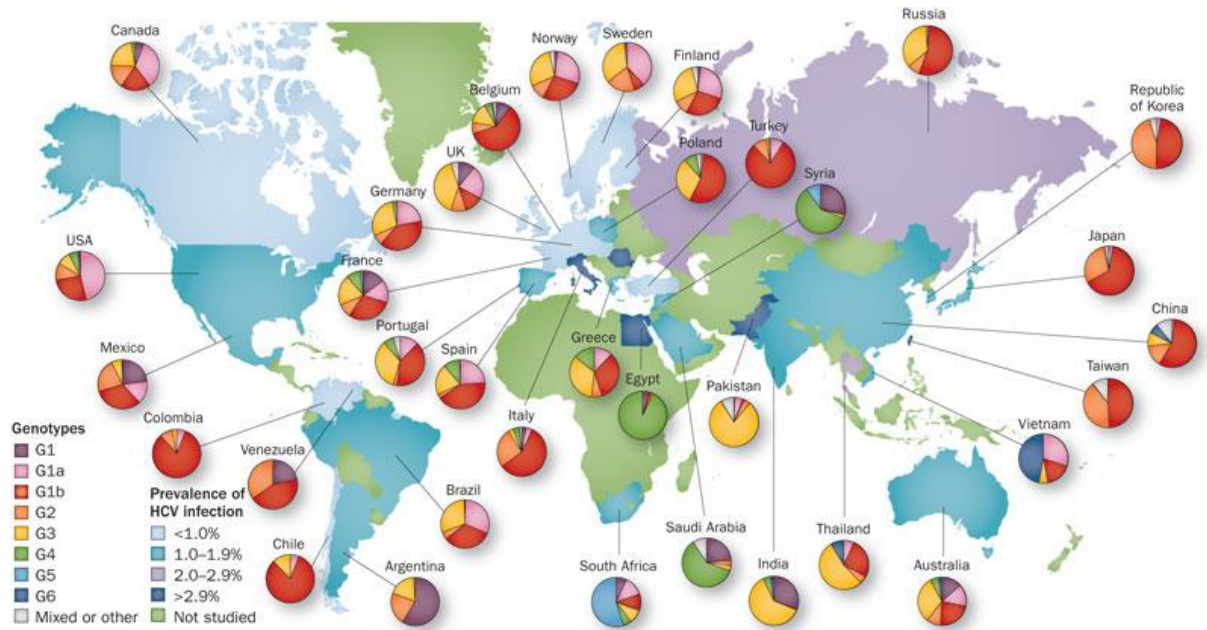 Canada
Norway
Sweden
Finland
Russia
Belgium
Republic
of Korea
UK
Poland
Turkey
Syria
Germany
USA
France
Japan
China
Portugal
Spain
Greece
Egypt
Pakistan
Taiwan
Mexico
Colombia
Italy
Vietnam
Venezuela
Brazil
Saudi Arabia
Thailand
Chile
Argentina
South Africa
India
Australia
Genotypes
G1
G1a
G1b
G2
G3
G4
G5
G6
Mixed or other
Prevalence of
HCV infection
<1.0%
1.0–1.9%
2.0–2.9%
>2.9%
Not studied